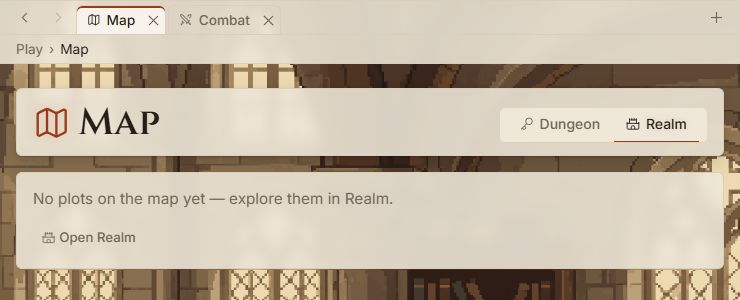 Map
Combat
Play › Map
Map
Dungeon
Realm
No plots on the map yet — explore them in Realm.
Open Realm